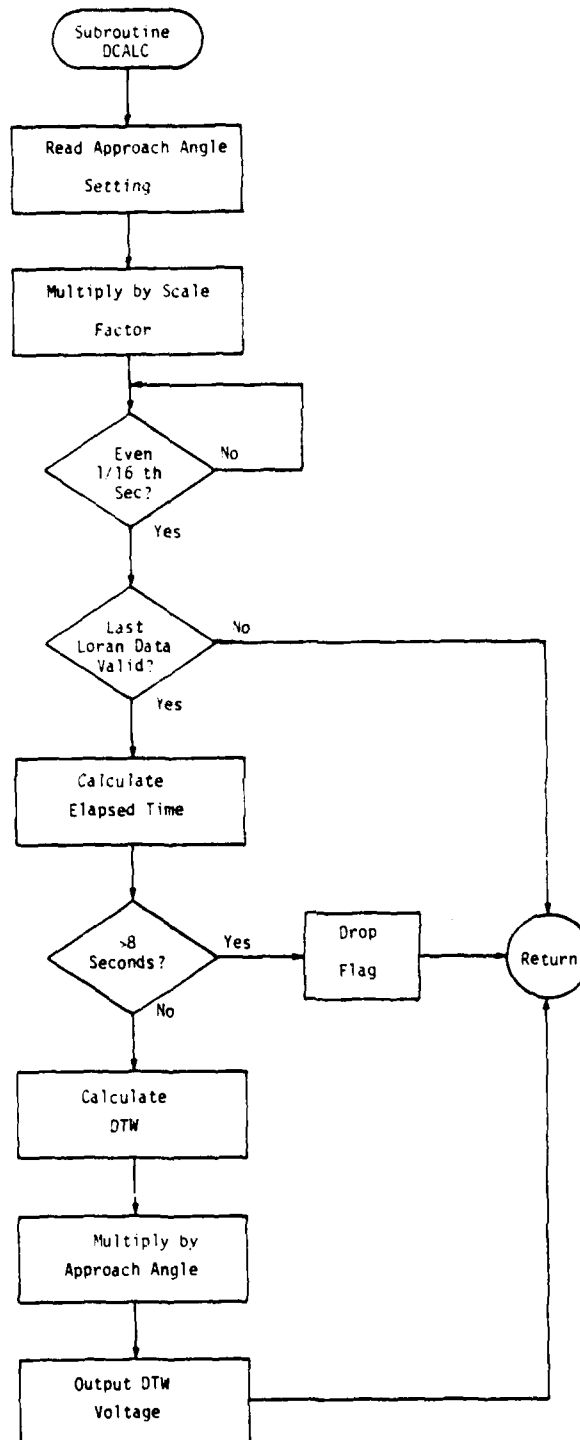 Subroutine
DCALC
Read Approach Angle
Setting
Multiply by Scale
Factor
Even
1/16 th
Sec?
No
Yes
Last
Loran Data
Valid?
No
Yes
Calculate
Elapsed Time
>8
Seconds?
Yes
No
Drop
Flag
Return
Calculate
DTW
Multiply by
Approach Angle
Output DTW
Voltage